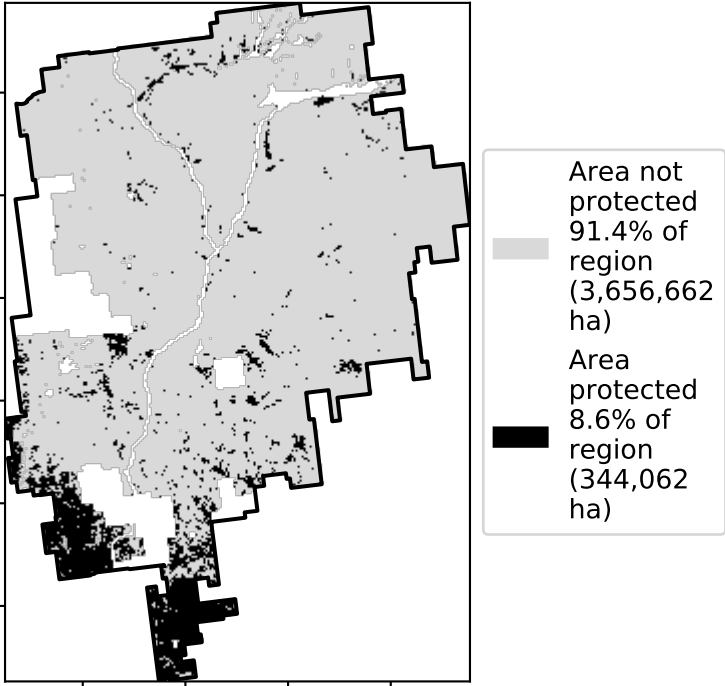 Area not
protected
91.4% of
region
(3,656,662
ha)
Area
protected
8.6% of
region
(344,062
ha)